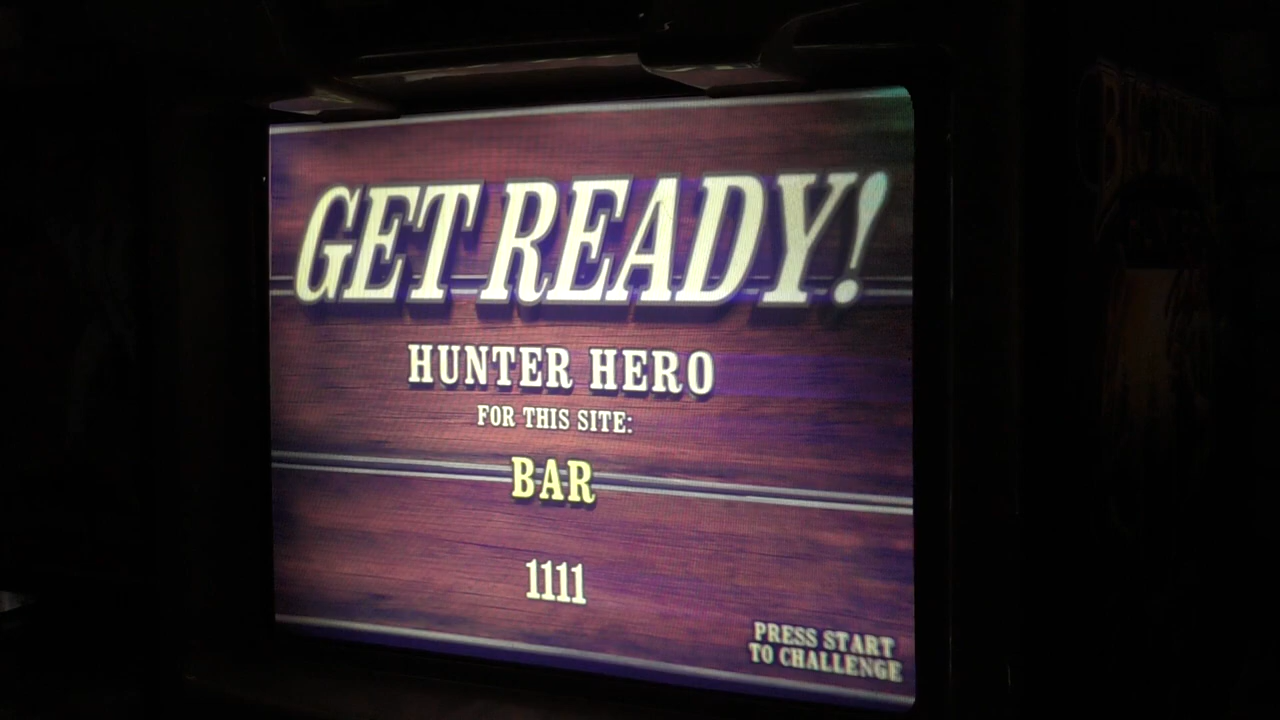 GET READY!
HUNTER HERO
FOR THIS SITE:
BAR
1111
PRESS START
TO CHALLENGE